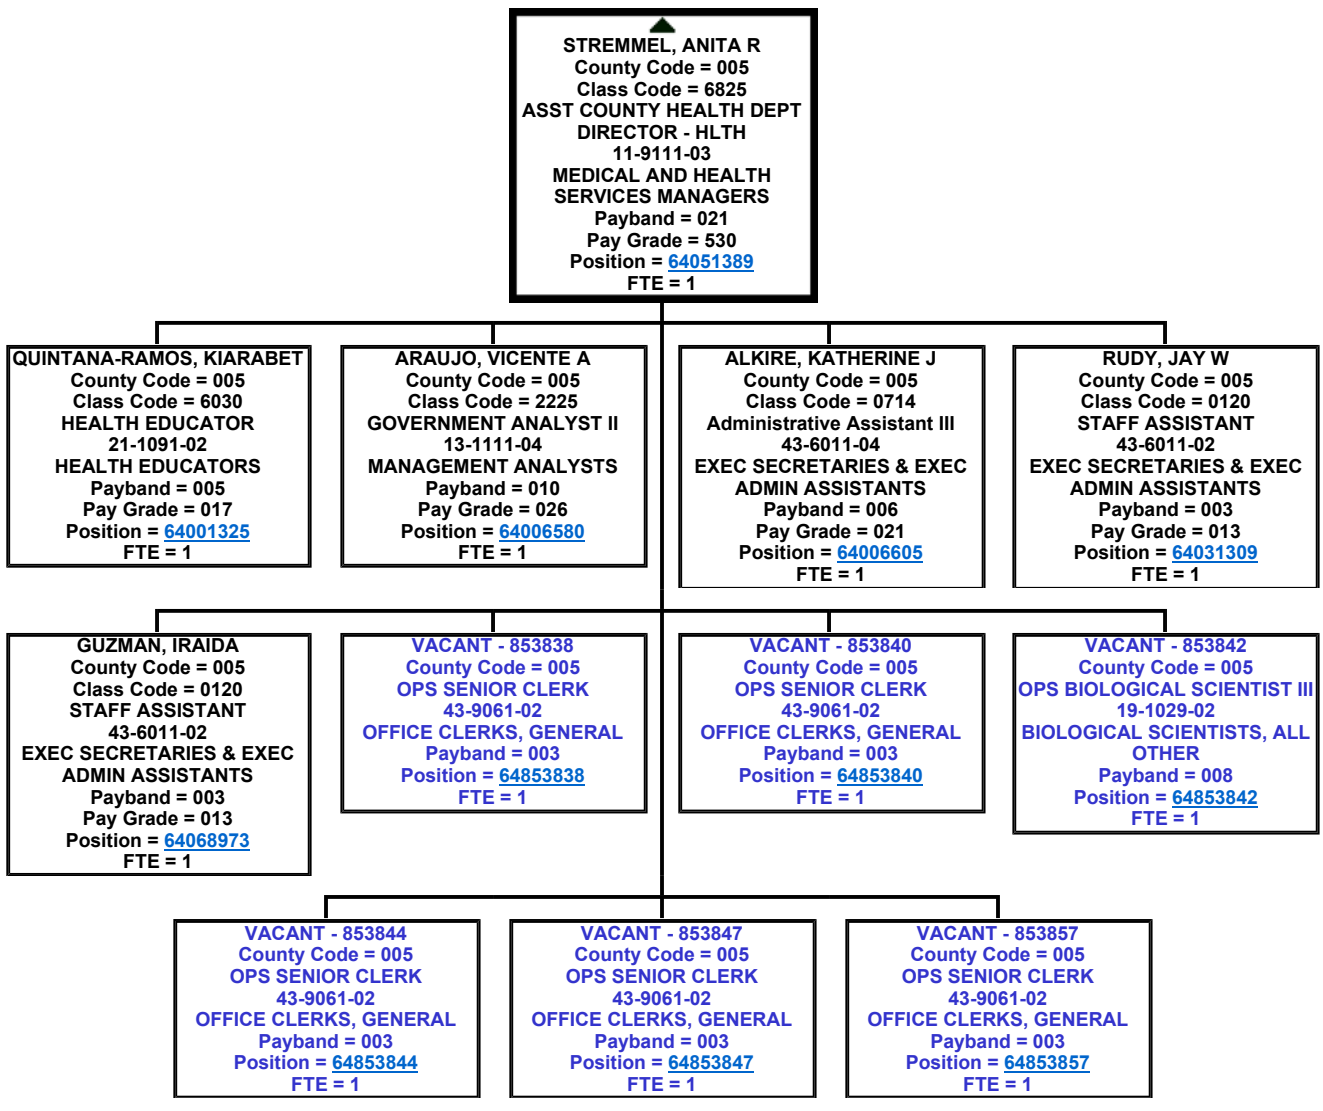 STREMMEL, ANITA R
County Code = 005
Class Code = 6825
ASST COUNTY HEALTH DEPT
DIRECTOR - HLTH
11-9111-03
MEDICAL AND HEALTH
SERVICES MANAGERS
Payband = 021
Pay Grade = 530
Position = 64051389
FTE = 1
QUINTANA-RAMOS, KIARABET
County Code = 005
Class Code = 6030
HEALTH EDUCATOR
21-1091-02
HEALTH EDUCATORS
Payband = 005
Pay Grade = 017
Position = 64001325
FTE = 1
ARAUJO, VICENTE A
County Code = 005
Class Code = 2225
GOVERNMENT ANALYST II
13-1111-04
MANAGEMENT ANALYSTS
Payband = 010
Pay Grade = 026
Position = 64006580
FTE = 1
ALKIRE, KATHERINE J
County Code = 005
Class Code = 0714
Administrative Assistant III
43-6011-04
EXEC SECRETARIES & EXEC
ADMIN ASSISTANTS
Payband = 006
Pay Grade = 021
Position = 64006605
FTE = 1
RUDY, JAY W
County Code = 005
Class Code = 0120
STAFF ASSISTANT
43-6011-02
EXEC SECRETARIES & EXEC
ADMIN ASSISTANTS
Payband = 003
Pay Grade = 013
Position = 64031309
FTE = 1
GUZMAN, IRAIDA
County Code = 005
Class Code = 0120
STAFF ASSISTANT
43-6011-02
EXEC SECRETARIES & EXEC
ADMIN ASSISTANTS
Payband = 003
Pay Grade = 013
Position = 64068973
FTE = 1
VACANT - 853838
County Code = 005
OPS SENIOR CLERK
43-9061-02
OFFICE CLERKS, GENERAL
Payband = 003
Position = 64853838
FTE = 1
VACANT - 853840
County Code = 005
OPS SENIOR CLERK
43-9061-02
OFFICE CLERKS, GENERAL
Payband = 003
Position = 64853840
FTE = 1
VACANT - 853842
County Code = 005
OPS BIOLOGICAL SCIENTIST III
19-1029-02
BIOLOGICAL SCIENTISTS, ALL
OTHER
Payband = 008
Position = 64853842
FTE = 1
VACANT - 853844
County Code = 005
OPS SENIOR CLERK
43-9061-02
OFFICE CLERKS, GENERAL
Payband = 003
Position = 64853844
FTE = 1
VACANT - 853847
County Code = 005
OPS SENIOR CLERK
43-9061-02
OFFICE CLERKS, GENERAL
Payband = 003
Position = 64853847
FTE = 1
VACANT - 853857
County Code = 005
OPS SENIOR CLERK
43-9061-02
OFFICE CLERKS, GENERAL
Payband = 003
Position = 64853857
FTE = 1